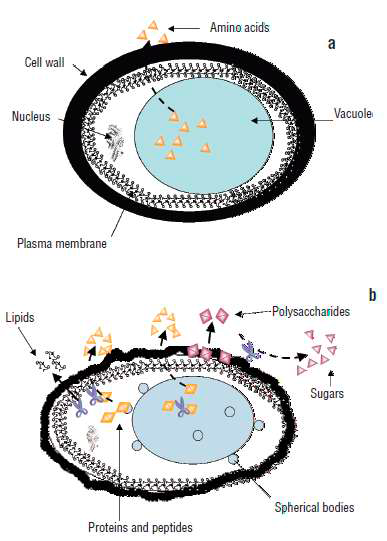 Amino acids
a
Cell wall
Nucleus
Vacuole
Plasma membrane
b
Polysaccharides
Lipids
Sugars
Spherical bodies
Proteins and peptides